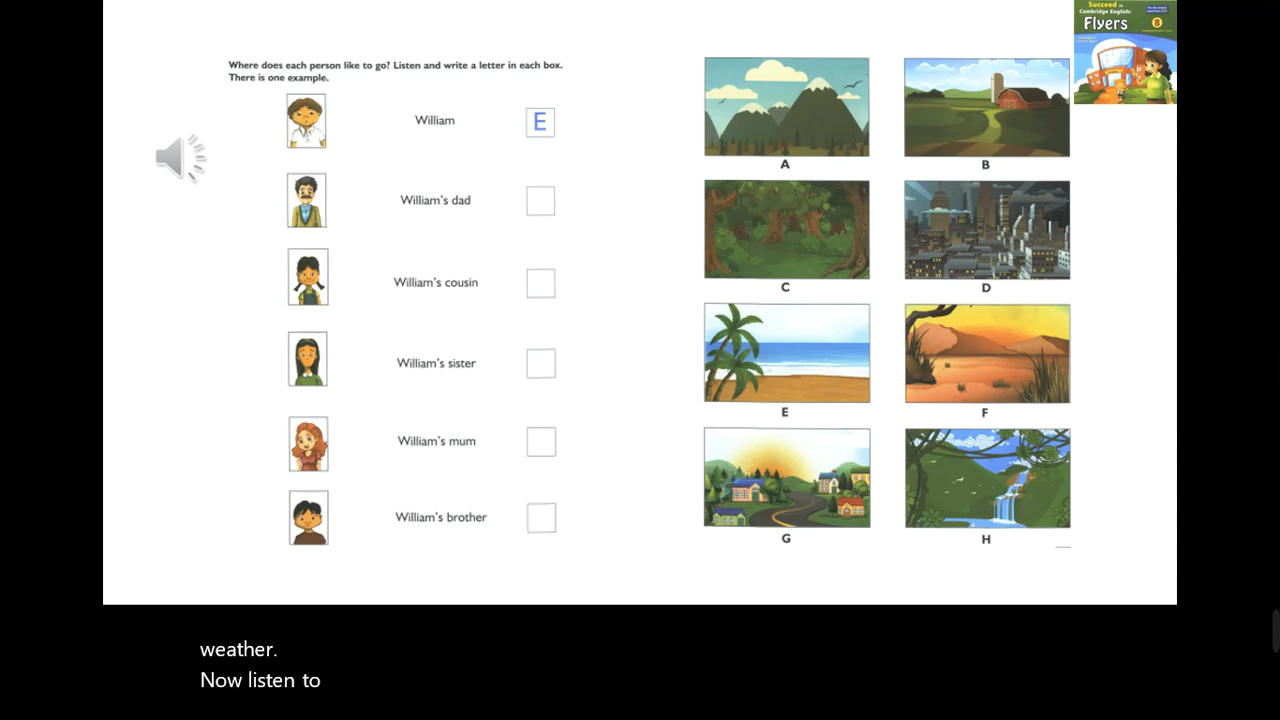 Succeed in
Cambridge English:
Flyers
8
Where does each person like to go? Listen and write a letter in each box.
There is one example.
William
E
William's dad
William's cousin
William's sister
William's mum
William's brother
A
B
C
D
E
F
G
H
weather.
Now listen to